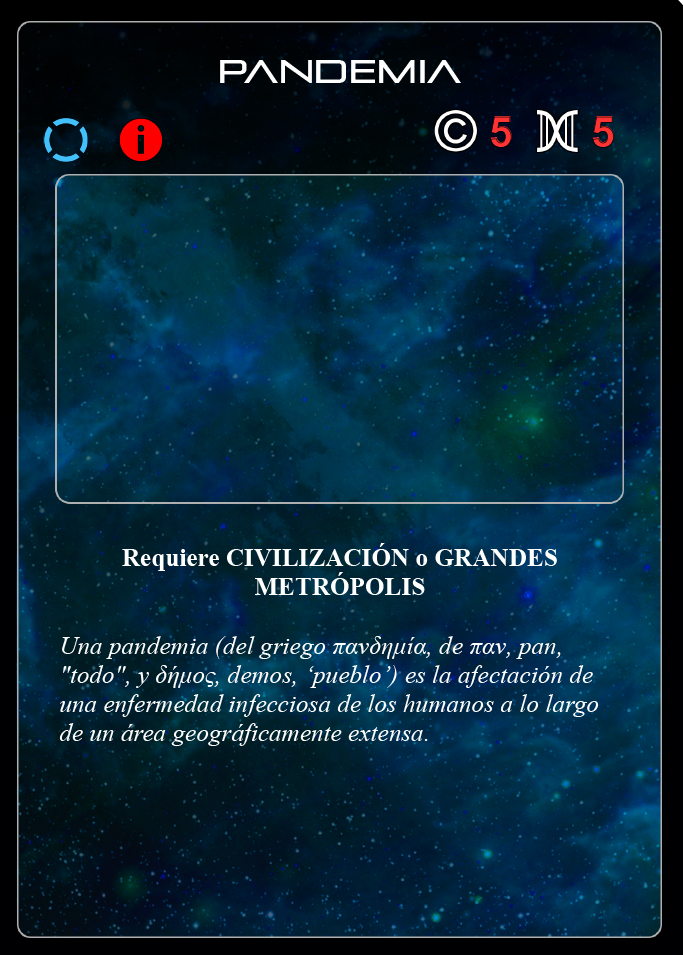 PANDEMIA
i © 5 5
Requiere CIVILIZACIÓN o GRANDES
METRÓPOLIS
Una pandemia (del griego πανδημία, de παν, pan,
"todo", y δήμος, demos, ‘pueblo’) es la afectación de
una enfermedad infecciosa de los humanos a lo largo
de un área geográficamente extensa.